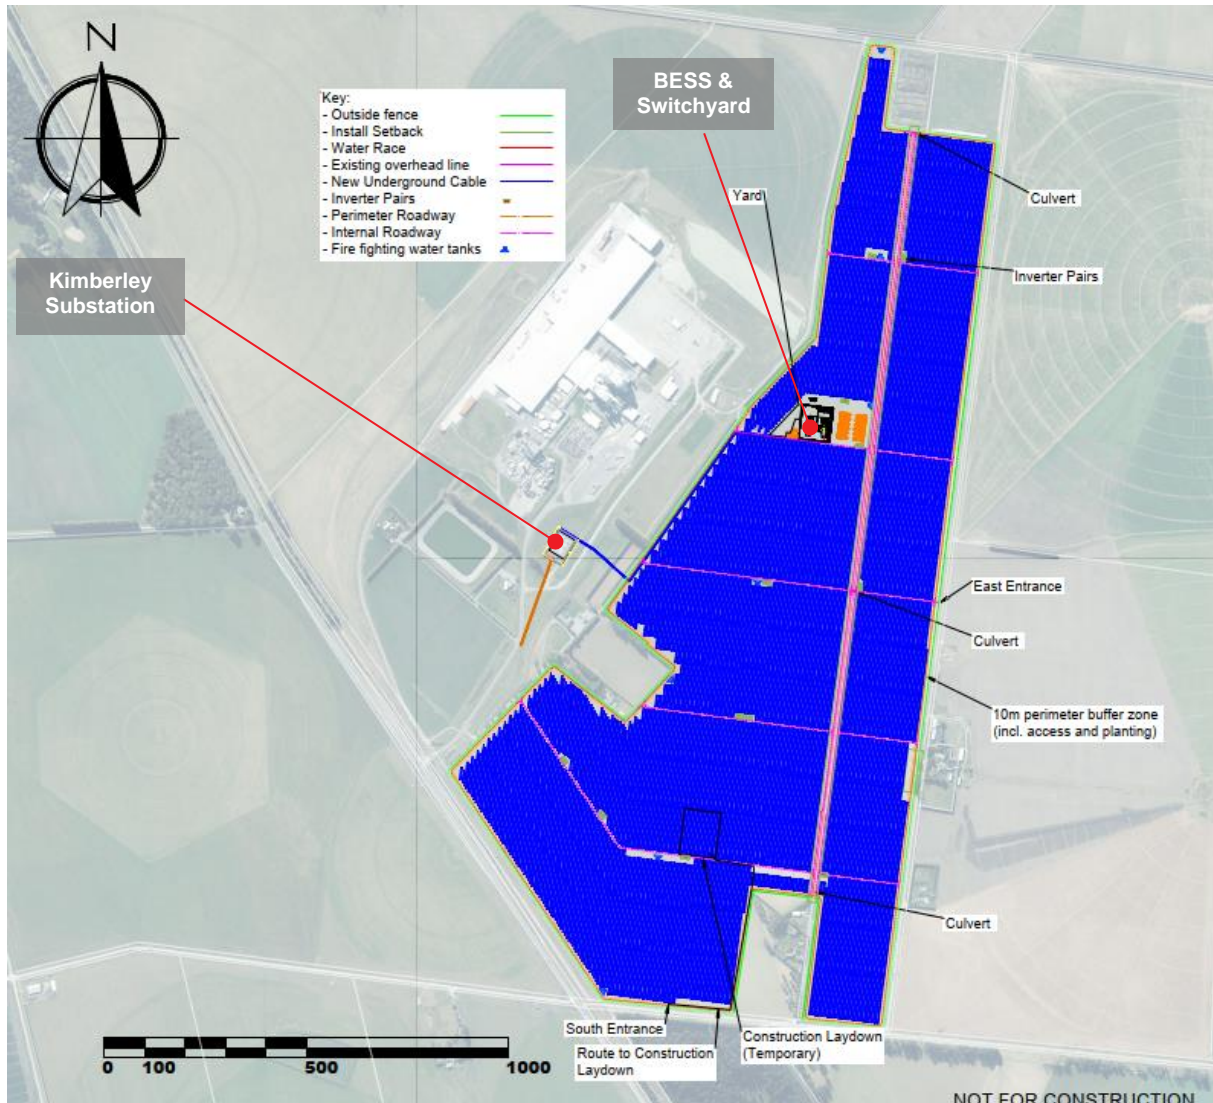 N
BESS &
Switchyard
Key:
- Outside fence
- Install Setback
- Water Race
- Existing overhead line
- New Underground Cable
- Inverter Pairs
- Perimeter Roadway
- Internal Roadway
- Fire fighting water tanks
Yard
Culvert
Kimberley
Substation
Inverter Pairs
East Entrance
Culvert
10m perimeter buffer zone
(incl. access and planting)
Culvert
South Entrance
Route to Construction
Laydown
Construction Laydown
(Temporary)
0 100 500 1000
NOT FOR CONSTRUCTION